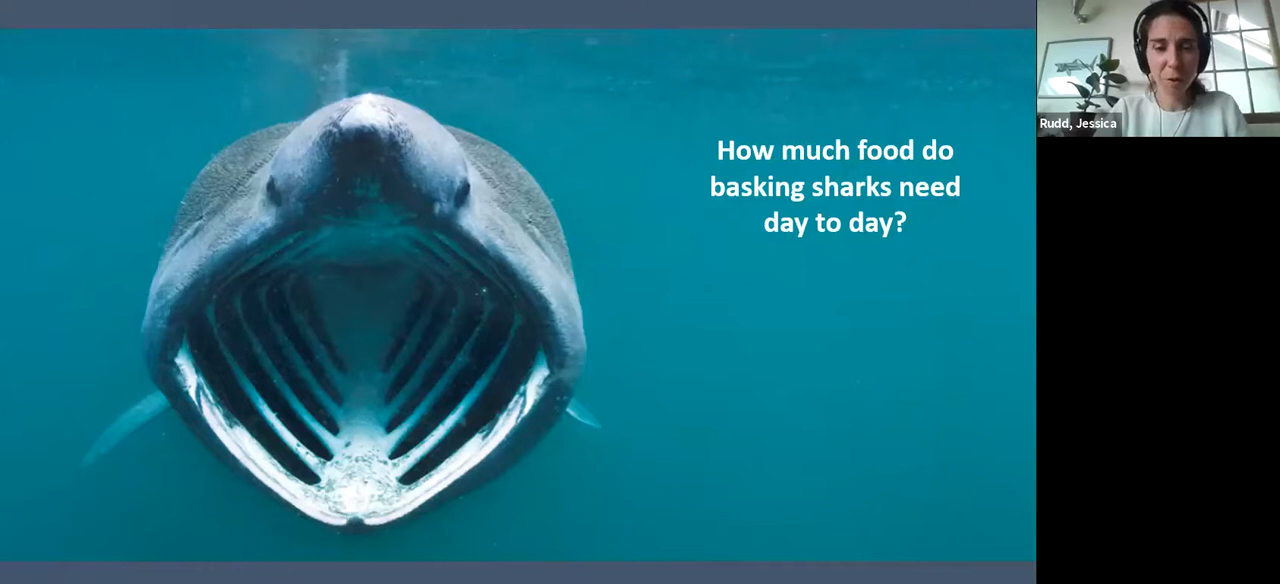 How much food do
basking sharks need
day to day?
Rudd, Jessica